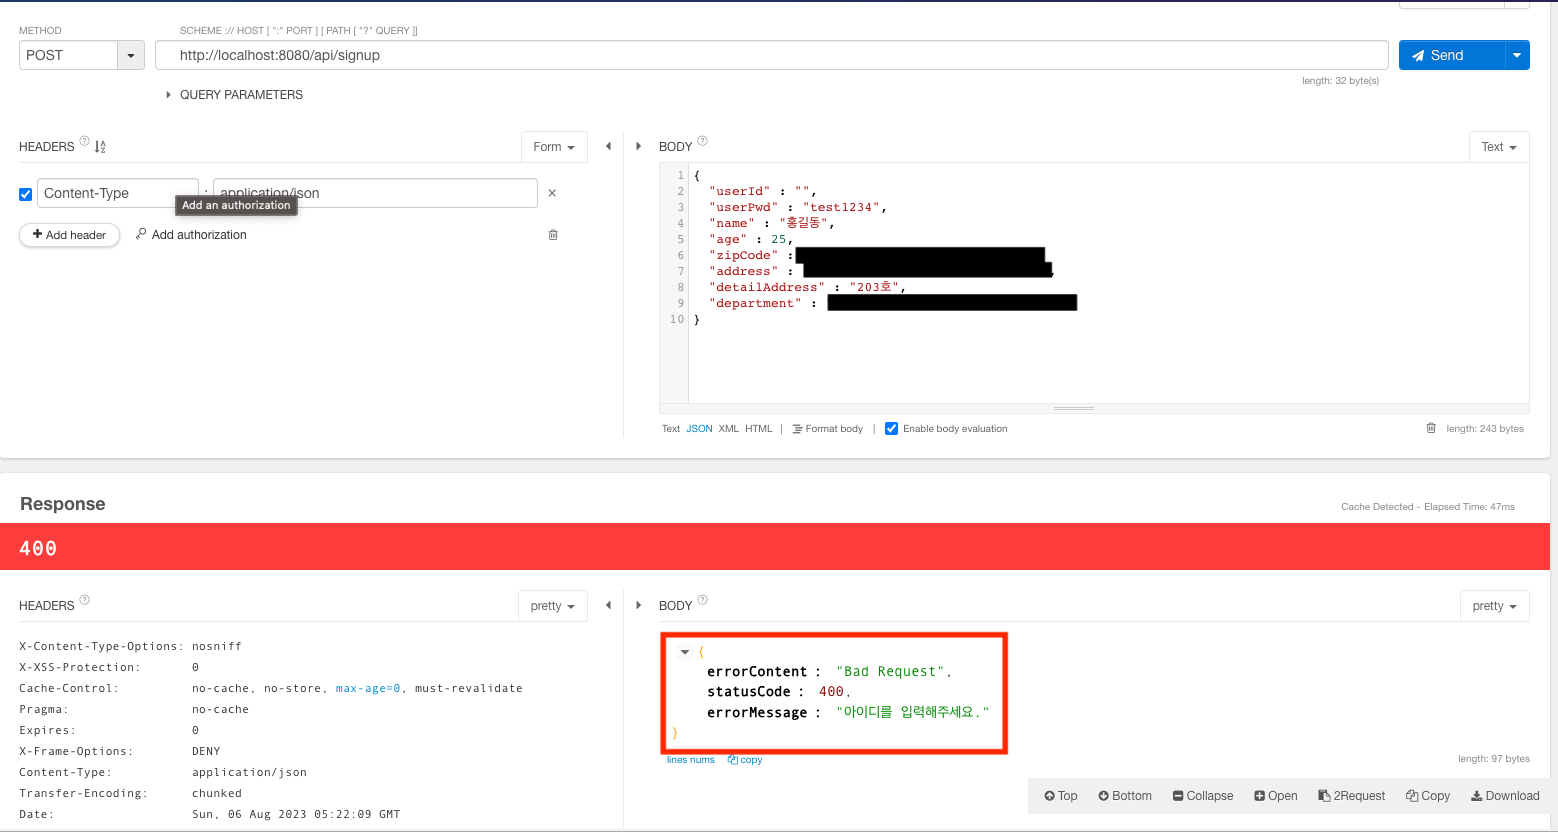 METHOD
SCHEME :// HOST [ ":" PORT ] [ PATH [ "?" QUERY ]]
POST
http://localhost:8080/api/signup
Send
length: 32 byte(s)
QUERY PARAMETERS
HEADERS
Form
BODY
Text
Content-Type : application/json
Add an authorization
+ Add header
Add authorization
1 {
2 "userId" : "",
3 "userPwd" : "test1234",
4 "name" : "홍길동",
5 "age" : 25,
6 "zipCode" :
7 "address" : ,
8 "detailAddress" : "203호",
9 "department" :
10 }
Text JSON XML HTML | Format body | Enable body evaluation
length: 243 bytes
Response
Cache Detected - Elapsed Time: 47ms
400
HEADERS
pretty
BODY
pretty
X-Content-Type-Options: nosniff
X-XSS-Protection: 0
Cache-Control: no-cache, no-store, max-age=0, must-revalidate
Pragma: no-cache
Expires: 0
X-Frame-Options: DENY
Content-Type: application/json
Transfer-Encoding: chunked
Date: Sun, 06 Aug 2023 05:22:09 GMT
{
errorContent : "Bad Request",
statusCode : 400,
errorMessage : "아이디를 입력해주세요."
}
lines nums copy
length: 97 bytes
Top Bottom Collapse Open 2Request Copy Download